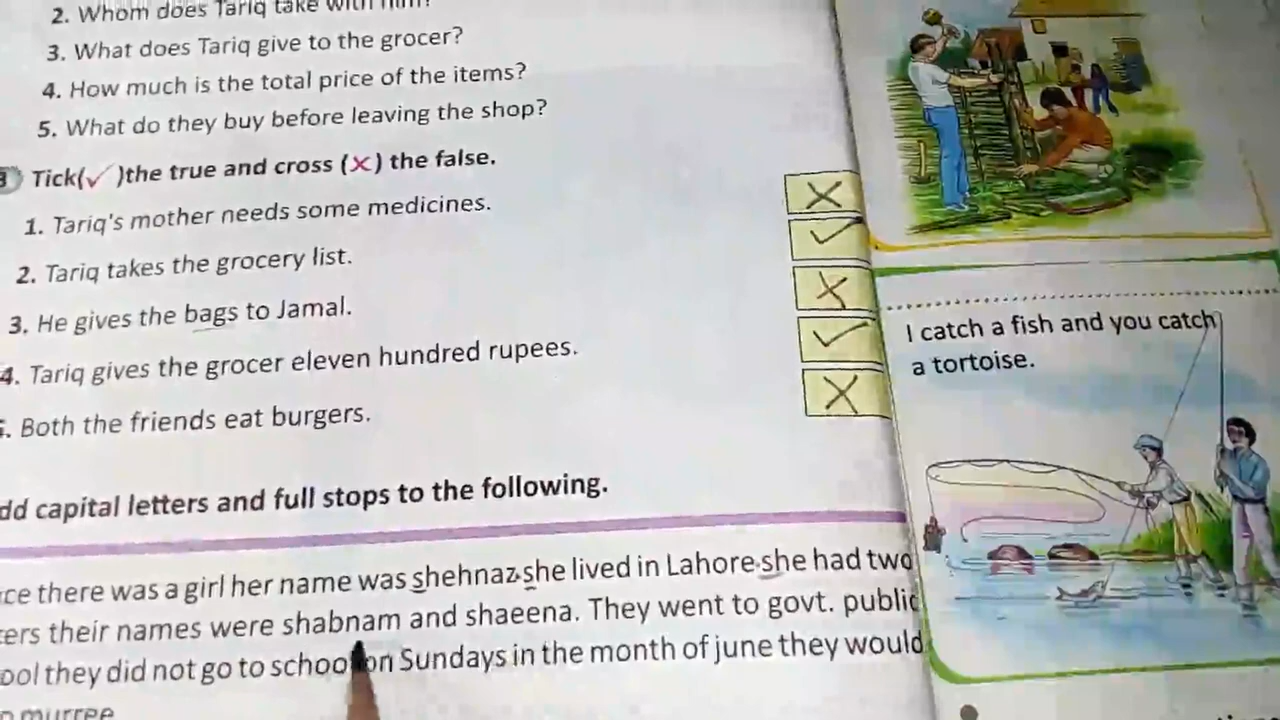 2. Whom does Tariq take with him?
3. What does Tariq give to the grocer?
4. How much is the total price of the items?
5. What do they buy before leaving the shop?
Tick(✓)the true and cross (x) the false.
1. Tariq's mother needs some medicines.
2. Tariq takes the grocery list.
3. He gives the bags to Jamal.
4. Tariq gives the grocer eleven hundred rupees.
. Both the friends eat burgers.
dd capital letters and full stops to the following.
ce there was a girl her name was shehnaz.she lived in Lahore.she had two
ers their names were shabnam and shaeena. They went to govt. public
ool they did not go to school on Sundays in the month of june they would
murree
I catch a fish and you catch
a tortoise.